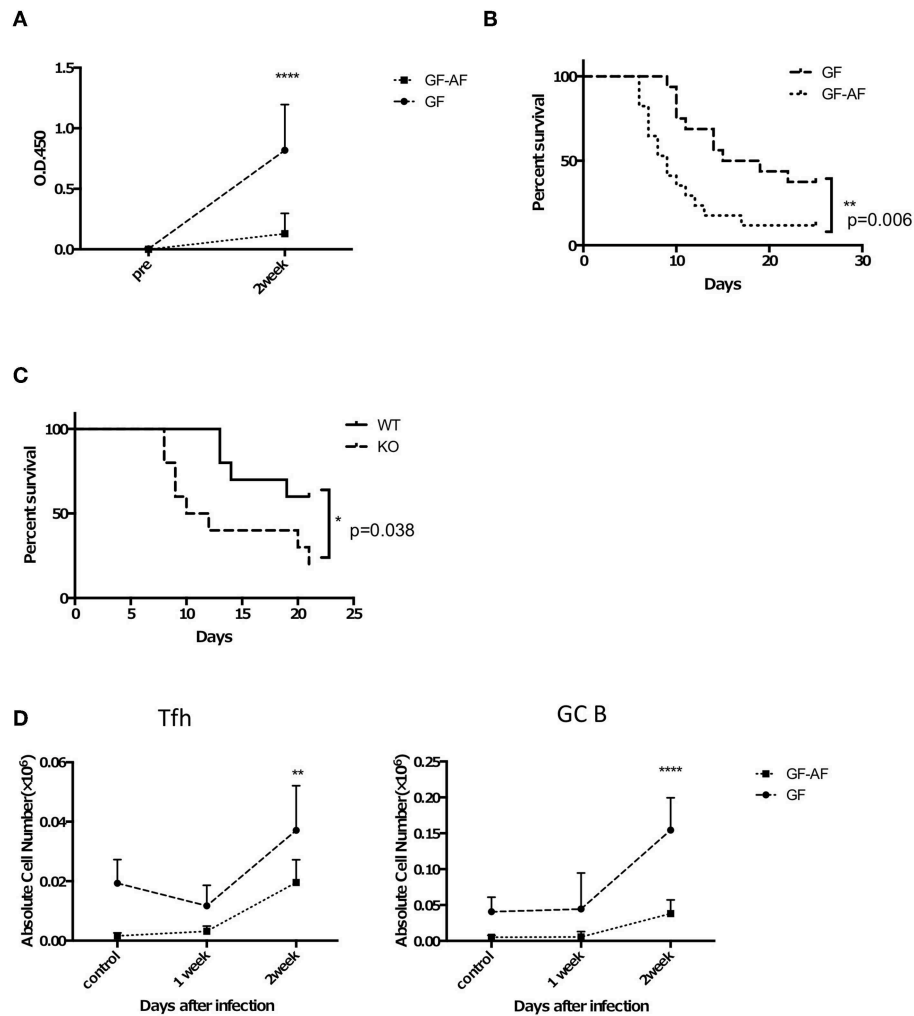 A
1.5
1.0
0.5
0.0
O.D.450
pre
2week
****
GF-AF
GF
B
100
50
0
Percent survival
0
10
20
30
Days
GF
GF-AF
**
p=0.006
C
100
50
0
Percent survival
0
5
10
15
20
25
Days
WT
KO
*
p=0.038
D
Tfh
0.06
0.04
0.02
0.00
Absolute Cell Number(×10⁶)
control
1 week
2week
Days after infection
**
GC B
0.25
0.20
0.15
0.10
0.05
0.00
Absolute Cell Number(×10⁶)
control
1 week
2week
Days after infection
****
GF-AF
GF